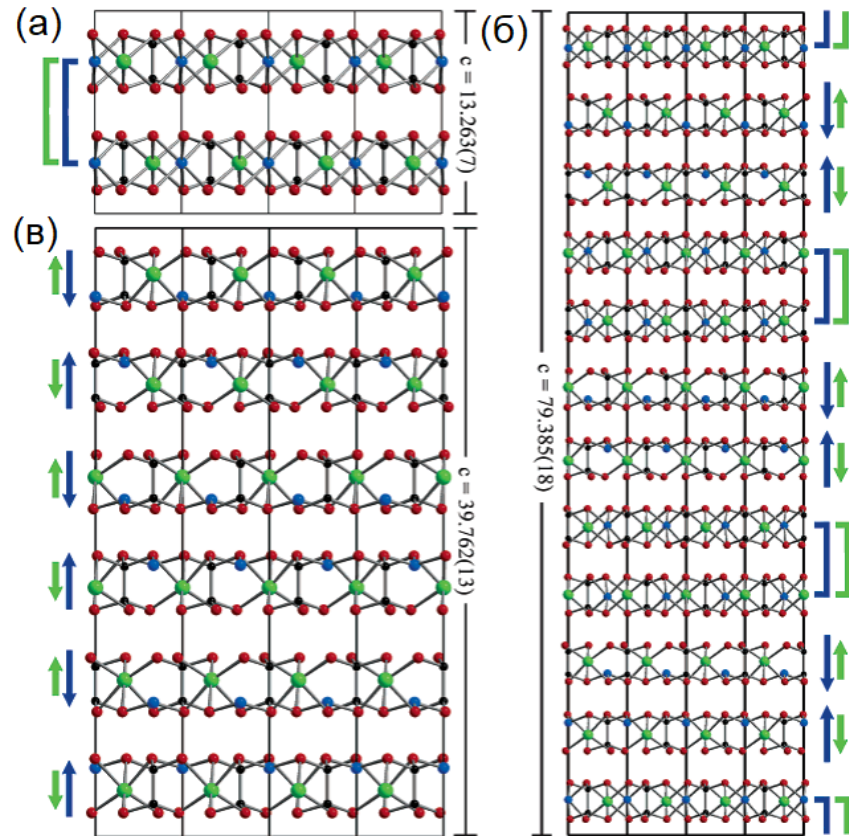 (а)
c = 13.263(7)
(б)
c = 79.385(18)
(в)
c = 39.762(13)